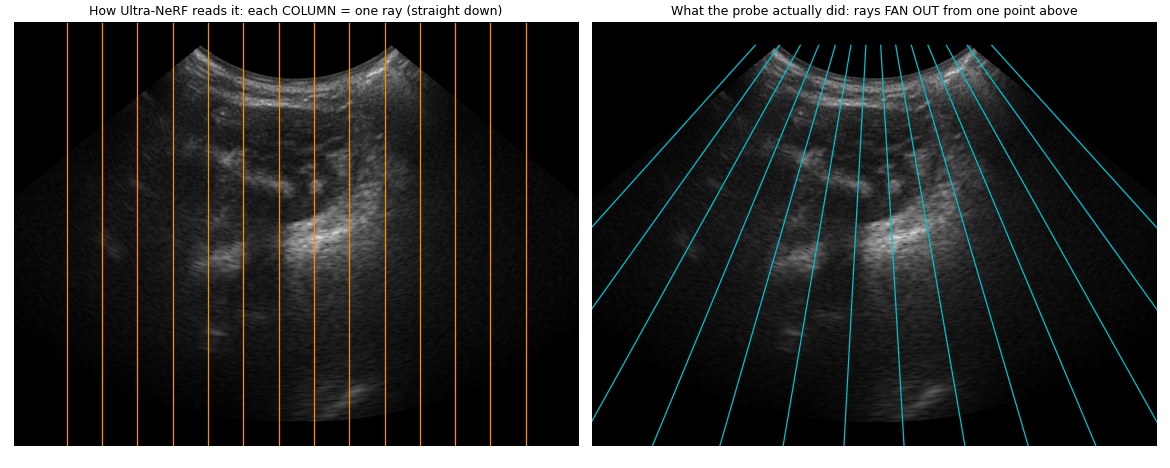 How Ultra-NeRF reads it: each COLUMN = one ray (straight down)
What the probe actually did: rays FAN OUT from one point above